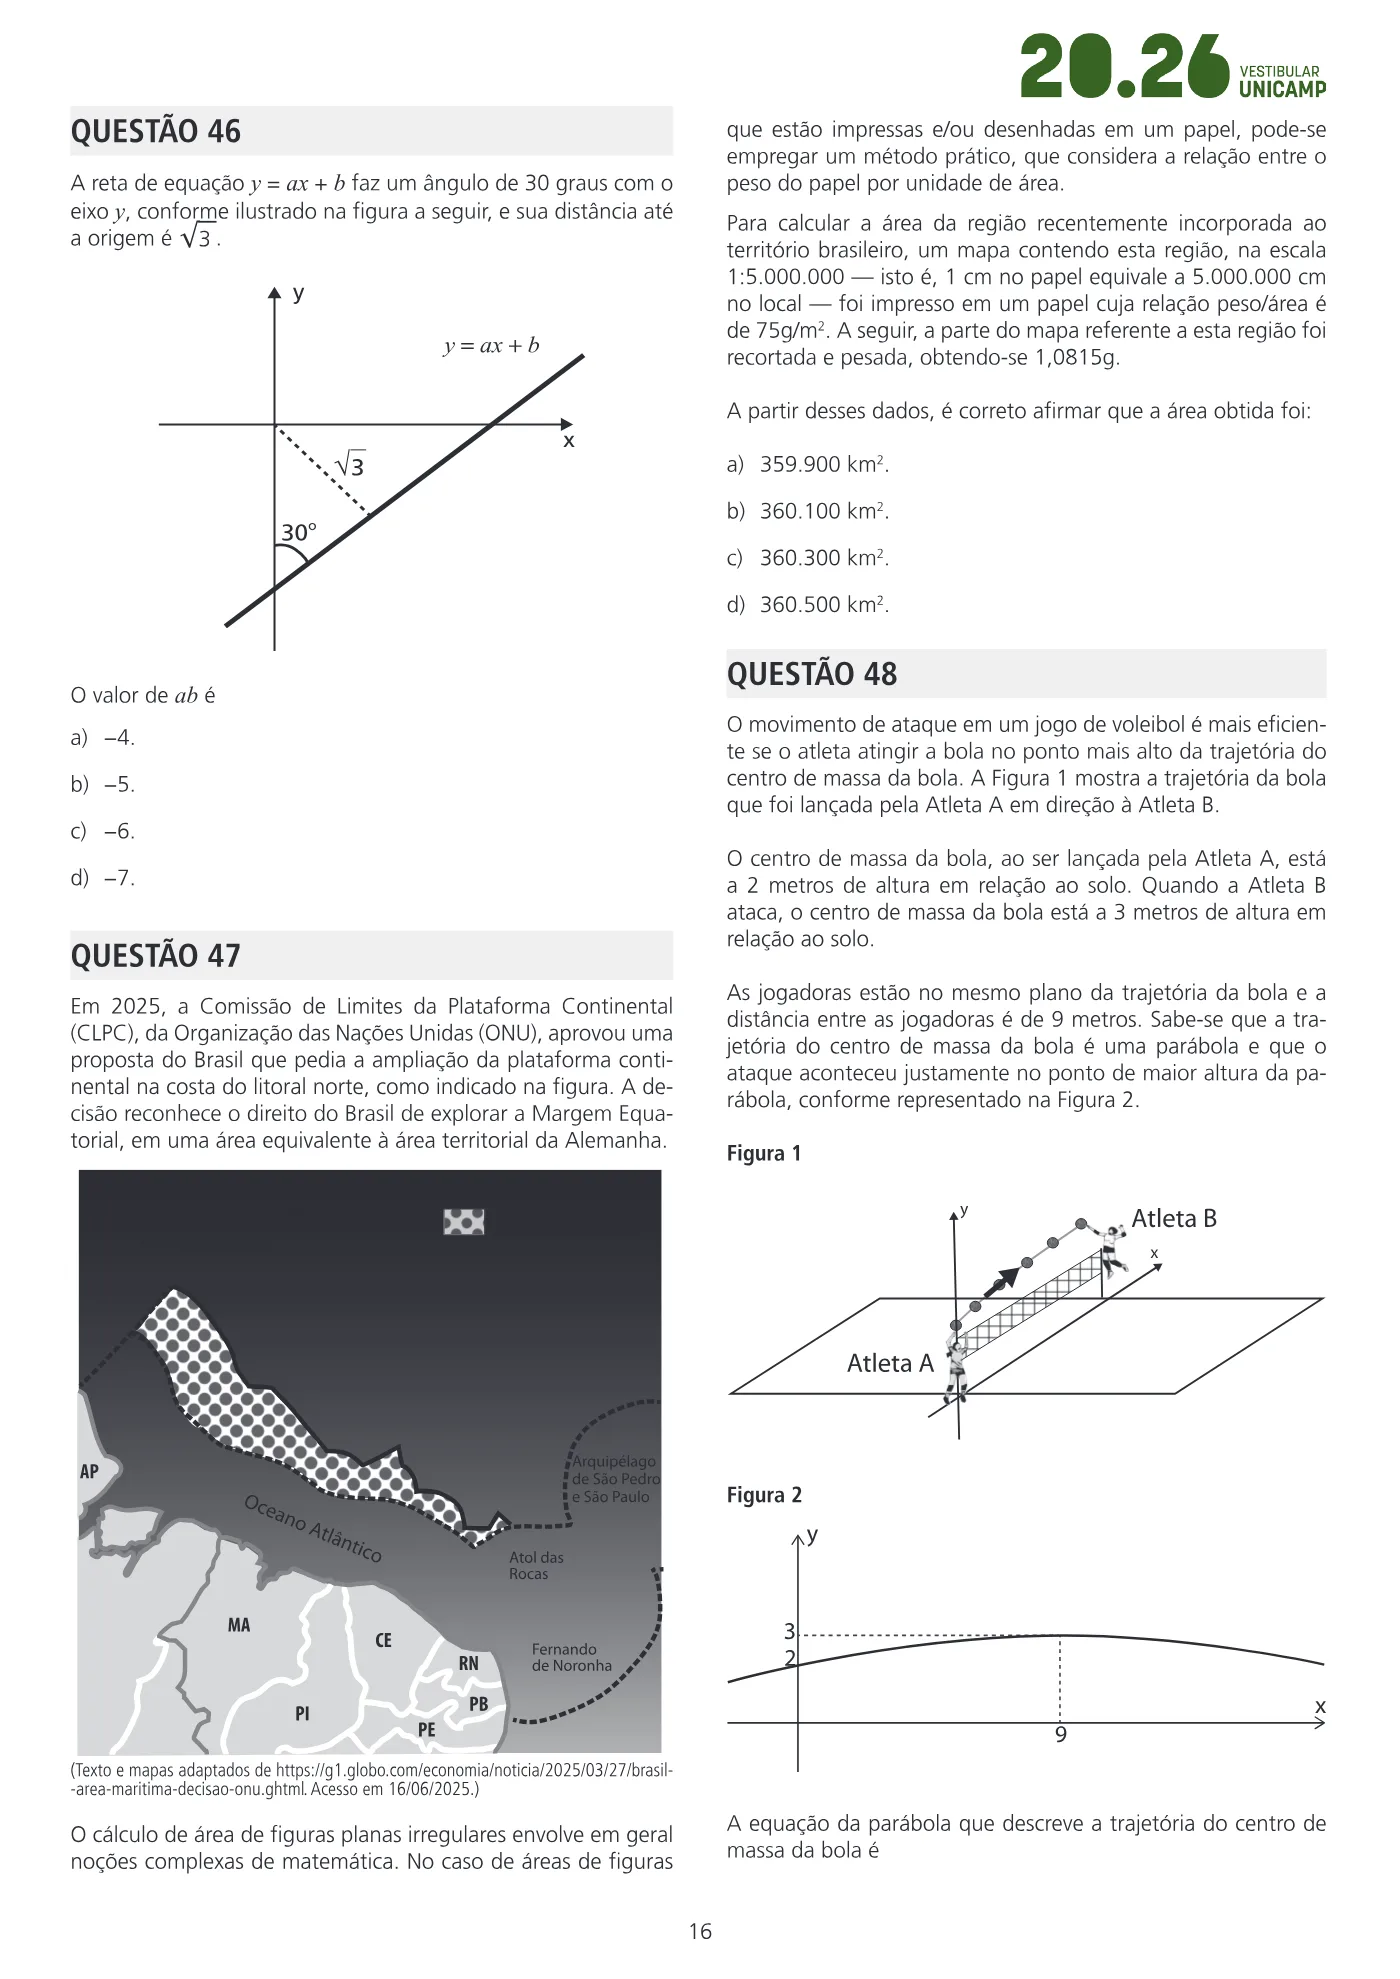 20.26 VESTIBULAR
UNICAMP
QUESTÃO 46
A reta de equação y = ax + b faz um ângulo de 30 graus com o
eixo y, conforme ilustrado na figura a seguir, e sua distância até
a origem é √3 .
y
y = ax + b
x
√3
30°
O valor de ab é
a) –4.
b) –5.
c) –6.
d) –7.
QUESTÃO 47
Em 2025, a Comissão de Limites da Plataforma Continental
(CLPC), da Organização das Nações Unidas (ONU), aprovou uma
proposta do Brasil que pedia a ampliação da plataforma conti-
nental na costa do litoral norte, como indicado na figura. A de-
cisão reconhece o direito do Brasil de explorar a Margem Equa-
torial, em uma área equivalente à área territorial da Alemanha.
Arquipélago
de São Pedro
e São Paulo
AP
Oceano Atlântico
Atol das
Rocas
MA
CE
Fernando
de Noronha
RN
PB
PI
PE
(Texto e mapas adaptados de https://g1.globo.com/economia/noticia/2025/03/27/brasil-
-area-maritima-decisao-onu.ghtml. Acesso em 16/06/2025.)
O cálculo de área de figuras planas irregulares envolve em geral
noções complexas de matemática. No caso de áreas de figuras
que estão impressas e/ou desenhadas em um papel, pode-se
empregar um método prático, que considera a relação entre o
peso do papel por unidade de área.
Para calcular a área da região recentemente incorporada ao
território brasileiro, um mapa contendo esta região, na escala
1:5.000.000 — isto é, 1 cm no papel equivale a 5.000.000 cm
no local — foi impresso em um papel cuja relação peso/área é
de 75g/m². A seguir, a parte do mapa referente a esta região foi
recortada e pesada, obtendo-se 1,0815g.
A partir desses dados, é correto afirmar que a área obtida foi:
a) 359.900 km².
b) 360.100 km².
c) 360.300 km².
d) 360.500 km².
QUESTÃO 48
O movimento de ataque em um jogo de voleibol é mais eficien-
te se o atleta atingir a bola no ponto mais alto da trajetória do
centro de massa da bola. A Figura 1 mostra a trajetória da bola
que foi lançada pela Atleta A em direção à Atleta B.
O centro de massa da bola, ao ser lançada pela Atleta A, está
a 2 metros de altura em relação ao solo. Quando a Atleta B
ataca, o centro de massa da bola está a 3 metros de altura em
relação ao solo.
As jogadoras estão no mesmo plano da trajetória da bola e a
distância entre as jogadoras é de 9 metros. Sabe-se que a tra-
jetória do centro de massa da bola é uma parábola e que o
ataque aconteceu justamente no ponto de maior altura da pa-
rábola, conforme representado na Figura 2.
Figura 1
y
Atleta B
x
Atleta A
Figura 2
y
3
2
x
9
A equação da parábola que descreve a trajetória do centro de
massa da bola é
16